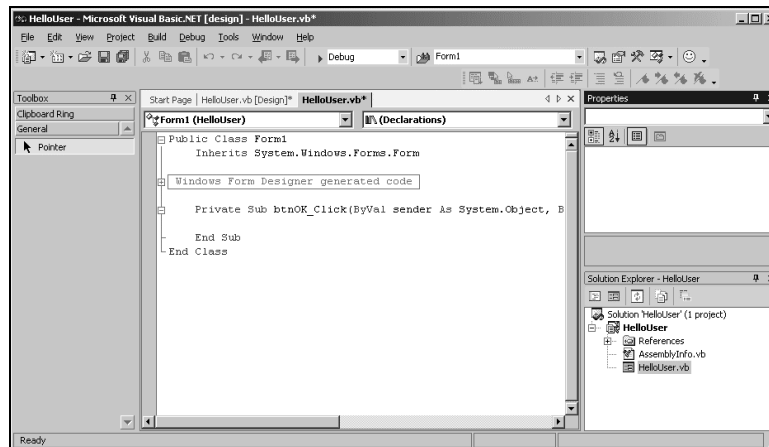 HelloUser - Microsoft Visual Basic.NET [design] - HelloUser.vb*
File Edit View Project Build Debug Tools Window Help
Debug Form1
Toolbox
Clipboard Ring
General
Pointer
Start Page HelloUser.vb [Design]* HelloUser.vb*
Form1 (HelloUser) (Declarations)
Public Class Form1
Inherits System.Windows.Forms.Form
Windows Form Designer generated code
Private Sub btnOK_Click(ByVal sender As System.Object, B
End Sub
End Class
Properties
Solution Explorer - HelloUser
Solution 'HelloUser' (1 project)
HelloUser
References
AssemblyInfo.vb
HelloUser.vb
Ready